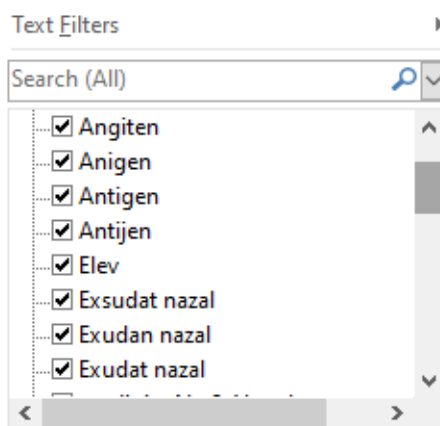 Text Filters
Search (All)
Angiten
Anigen
Antigen
Antijen
Elev
Exsudat nazal
Exudan nazal
Exudat nazal